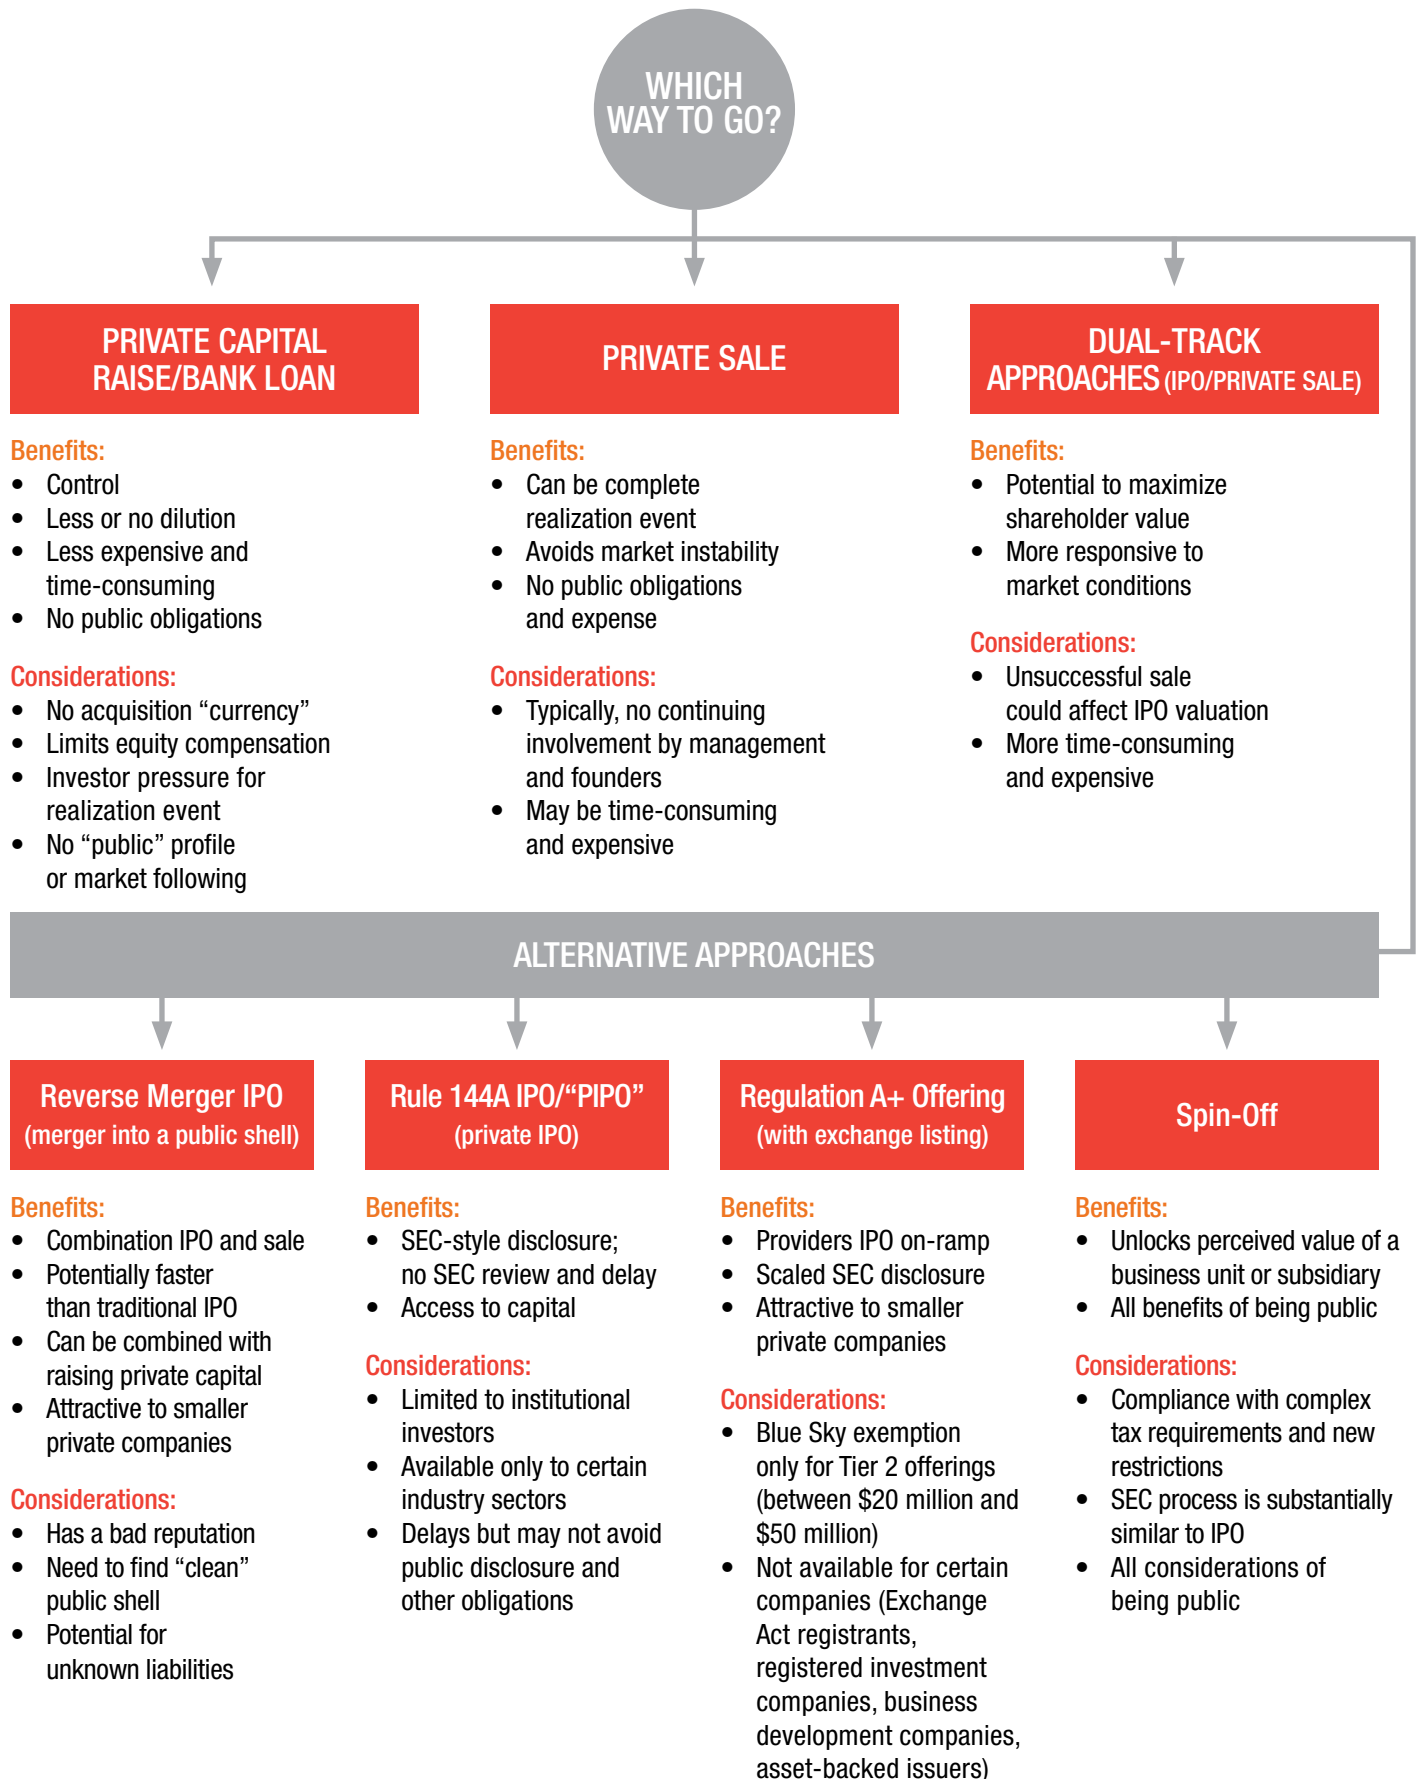 WHICH
WAY TO GO?
PRIVATE CAPITAL
RAISE/BANK LOAN
Benefits:
• Control
• Less or no dilution
• Less expensive and
time-consuming
• No public obligations
Considerations:
• No acquisition “currency”
• Limits equity compensation
• Investor pressure for
realization event
• No “public” profile
or market following
PRIVATE SALE
Benefits:
• Can be complete
realization event
• Avoids market instability
• No public obligations
and expense
Considerations:
• Typically, no continuing
involvement by management
and founders
• May be time-consuming
and expensive
DUAL-TRACK
APPROACHES (IPO/PRIVATE SALE)
Benefits:
• Potential to maximize
shareholder value
• More responsive to
market conditions
Considerations:
• Unsuccessful sale
could affect IPO valuation
• More time-consuming
and expensive
ALTERNATIVE APPROACHES
Reverse Merger IPO
(merger into a public shell)
Benefits:
• Combination IPO and sale
• Potentially faster
than traditional IPO
• Can be combined with
raising private capital
• Attractive to smaller
private companies
Considerations:
• Has a bad reputation
• Need to find “clean”
public shell
• Potential for
unknown liabilities
Rule 144A IPO/“PIPO”
(private IPO)
Benefits:
• SEC-style disclosure;
no SEC review and delay
• Access to capital
Considerations:
• Limited to institutional
investors
• Available only to certain
industry sectors
• Delays but may not avoid
public disclosure and
other obligations
Regulation A+ Offering
(with exchange listing)
Benefits:
• Providers IPO on-ramp
• Scaled SEC disclosure
• Attractive to smaller
private companies
Considerations:
• Blue Sky exemption
only for Tier 2 offerings
(between $20 million and
$50 million)
• Not available for certain
companies (Exchange
Act registrants,
registered investment
companies, business
development companies,
asset-backed issuers)
Spin-Off
Benefits:
• Unlocks perceived value of a
business unit or subsidiary
• All benefits of being public
Considerations:
• Compliance with complex
tax requirements and new
restrictions
• SEC process is substantially
similar to IPO
• All considerations of
being public